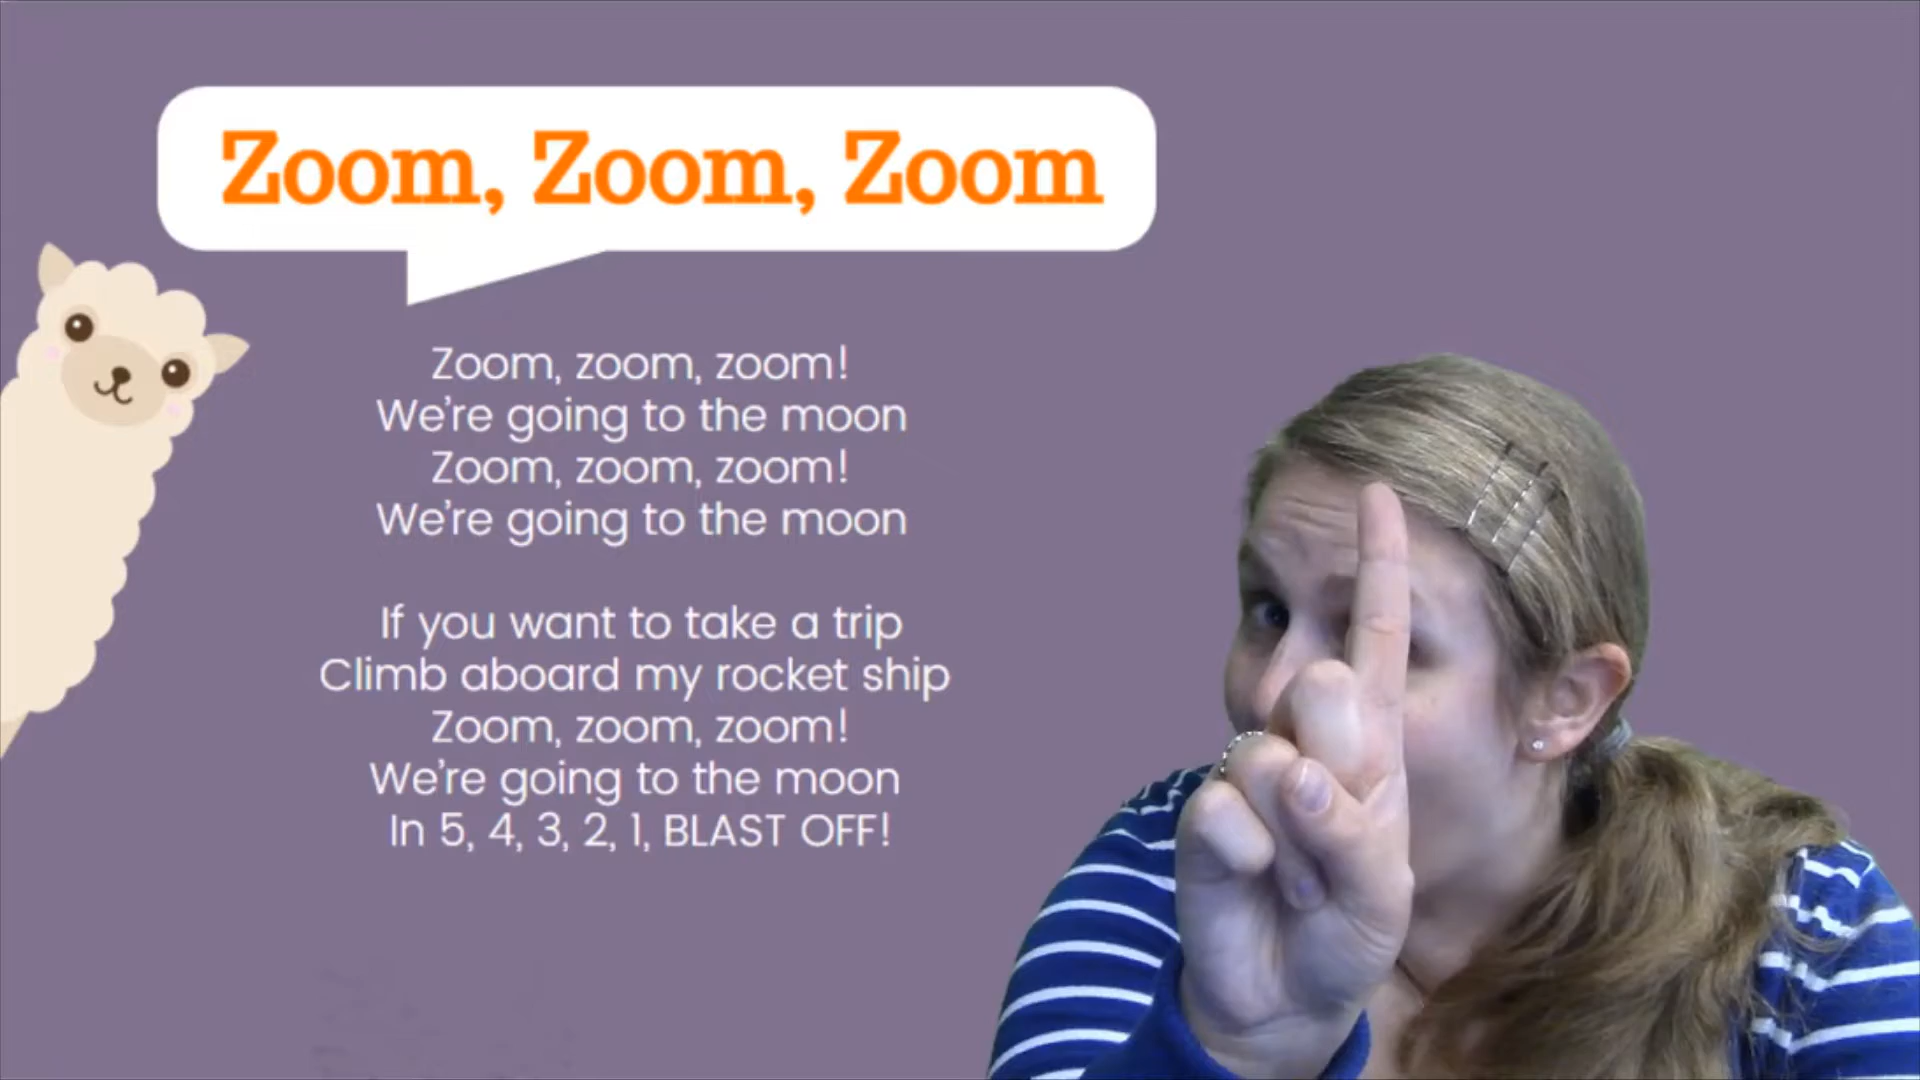 Zoom, Zoom, Zoom
Zoom, zoom, zoom!
We're going to the moon
Zoom, zoom, zoom!
We're going to the moon
If you want to take a trip
Climb aboard my rocket ship
Zoom, zoom, zoom!
We're going to the moon
In 5, 4, 3, 2, 1, BLAST OFF!